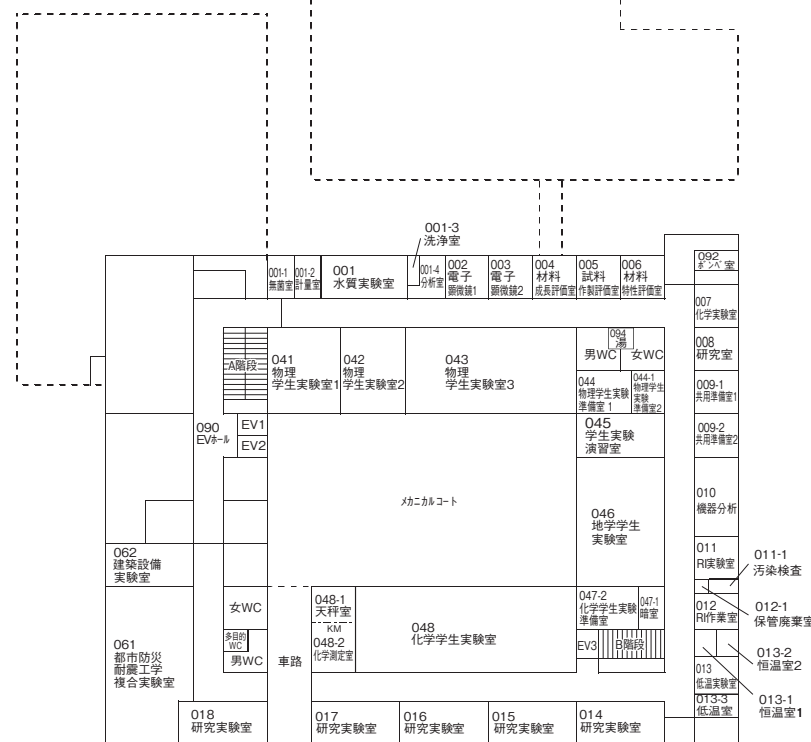 001-3
洗浄室
001-1
無菌室
001-2
計量室
001
水質実験室
001-4
分析室
002
電子
顕微鏡1
003
電子
顕微鏡2
004
材料
成長評価室
005
試料
作製評価室
006
材料
特性評価室
092
ボンベ室
007
化学実験室
008
研究室
009-1
共用準備室1
009-2
共用準備室2
010
機器分析
011
RI実験室
011-1
汚染検査
012
RI作業室
012-1
保管廃棄室
013-2
恒温室2
013
低温実験室
013-1
恒温室1
013-3
低温室
A階段
041
物理
学生実験室1
042
物理
学生実験室2
043
物理
学生実験室3
094
湯
男WC
女WC
044
物理学生実験
準備室 1
044-1
物理学生
実験
準備室2
045
学生実験
演習室
090
EVホール
EV1
EV2
メカニカルコート
046
地学学生
実験室
062
建築設備
実験室
061
都市防災
耐震工学
複合実験室
女WC
多目的
WC
男WC
車路
048-1
天秤室
KM
048-2
化学測定室
048
化学学生実験室
047-2
化学学生実験
準備室
047-1
暗室
EV3
B階段
018
研究実験室
017
研究実験室
016
研究実験室
015
研究実験室
014
研究実験室